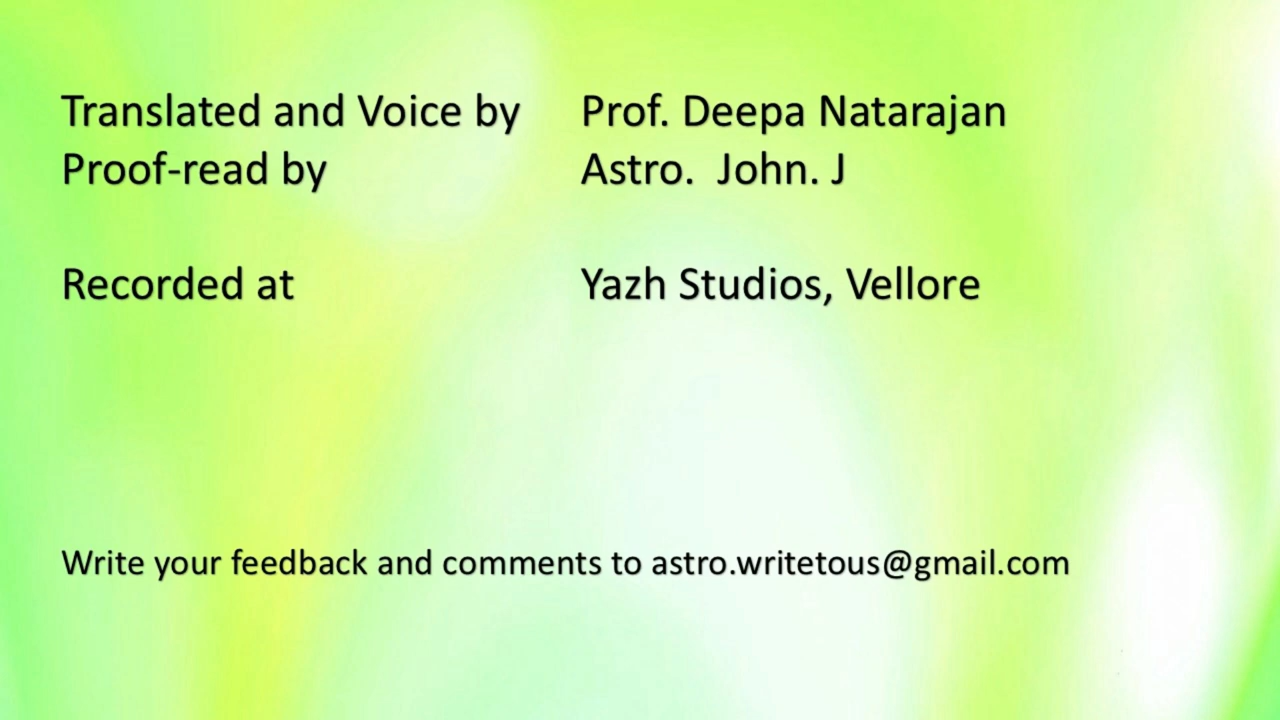 Translated and Voice by Prof. Deepa Natarajan
Proof-read by Astro. John. J
Recorded at Yazh Studios, Vellore
Write your feedback and comments to astro.writetous@gmail.com